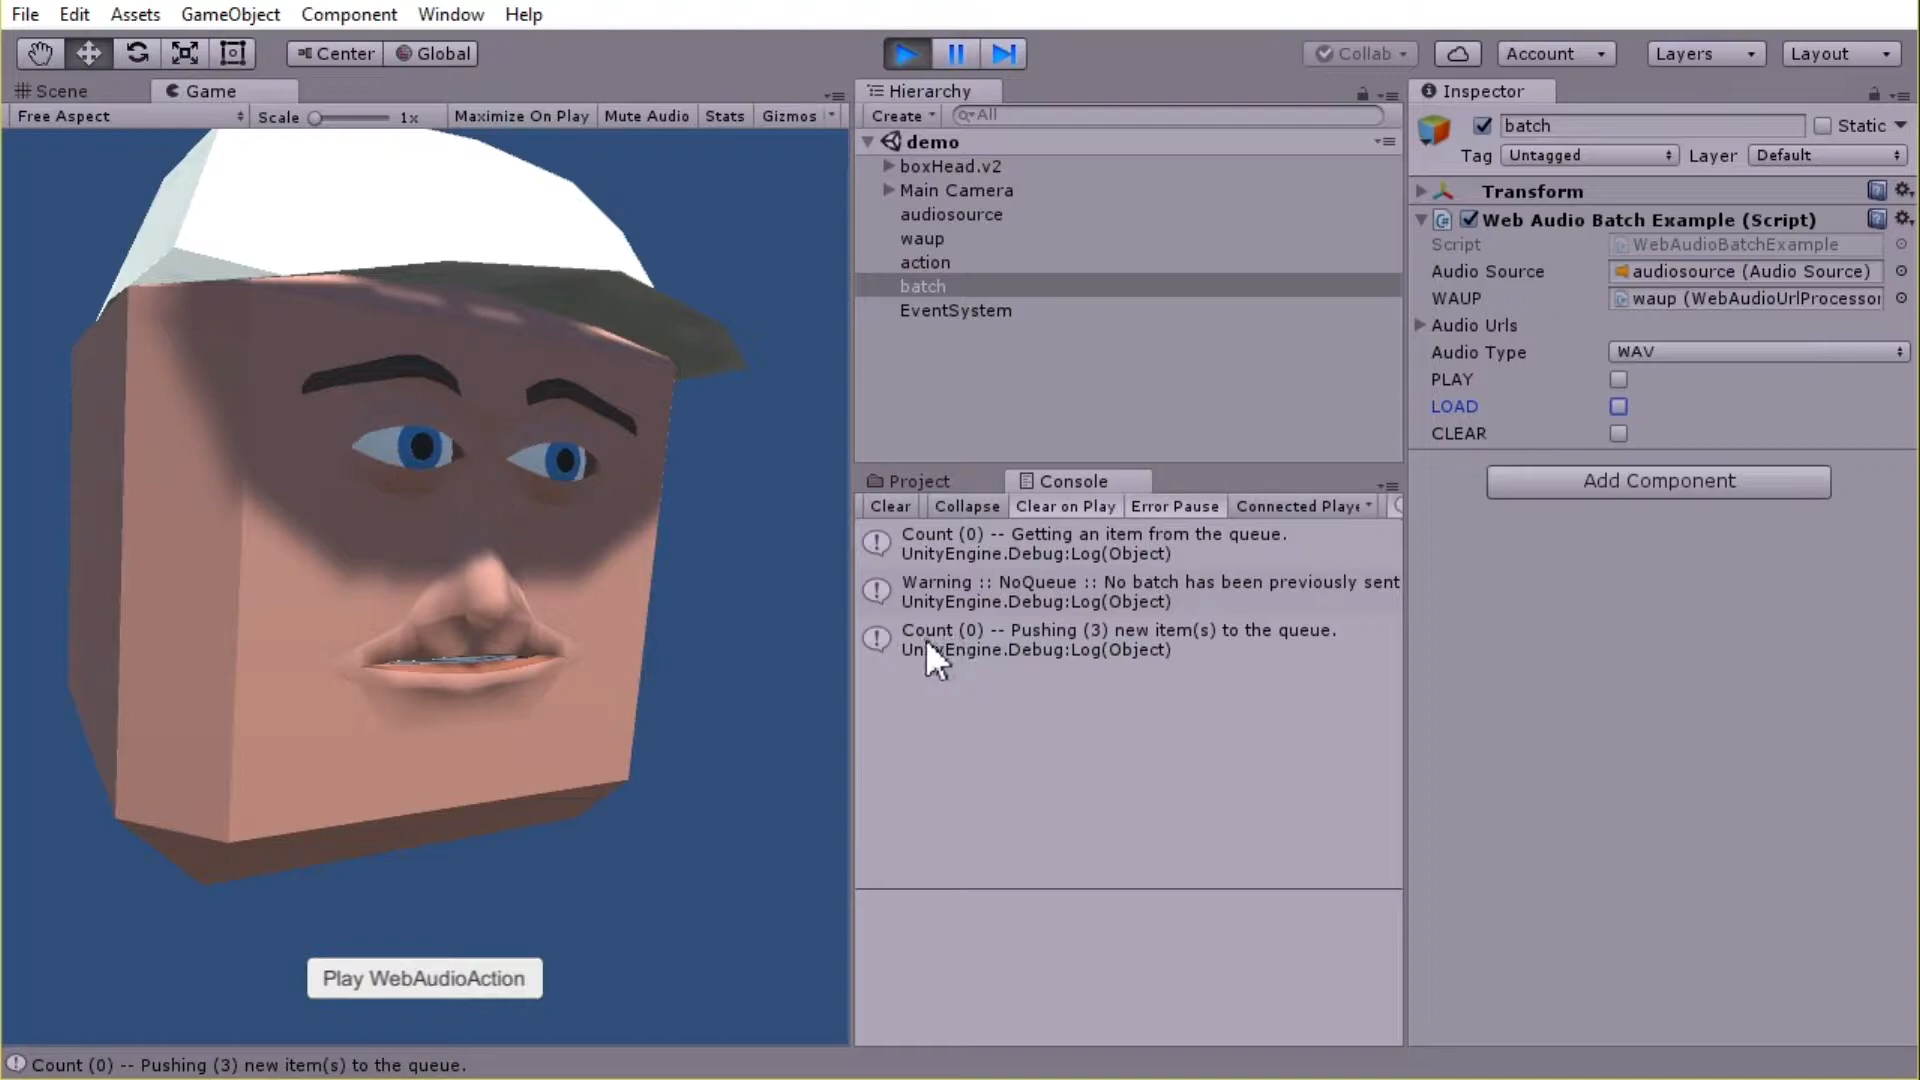 File Edit Assets GameObject Component Window Help
Center Global Collab Account Layers Layout
Scene Game
Free Aspect Scale 1x Maximize On Play Mute Audio Stats Gizmos
Play WebAudioAction
Hierarchy
Create All
demo
boxHead.v2
Main Camera
audiosource
waup
action
batch
EventSystem
Project Console
Clear Collapse Clear on Play Error Pause Connected Playe
Count (0) -- Getting an item from the queue.
UnityEngine.Debug:Log(Object)
Warning :: NoQueue :: No batch has been previously sent
UnityEngine.Debug:Log(Object)
Count (0) -- Pushing (3) new item(s) to the queue.
UnityEngine.Debug:Log(Object)
Inspector
batch Static
Tag Untagged Layer Default
Transform
Web Audio Batch Example (Script)
Script WebAudioBatchExample
Audio Source audiosource (Audio Source)
WAUP waup (WebAudioUrlProcessor
Audio Urls
Audio Type WAV
PLAY
LOAD
CLEAR
Add Component
Count (0) -- Pushing (3) new item(s) to the queue.